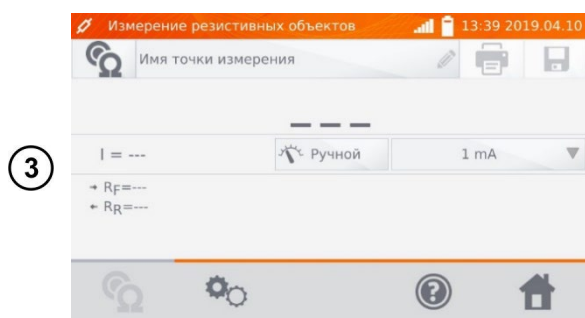 Измерение резистивных объектов 13:39 2019.04.10
Имя точки измерения
– – –
3
I = --- Ручной 1 mA
→ RF=---
← RR=---
?